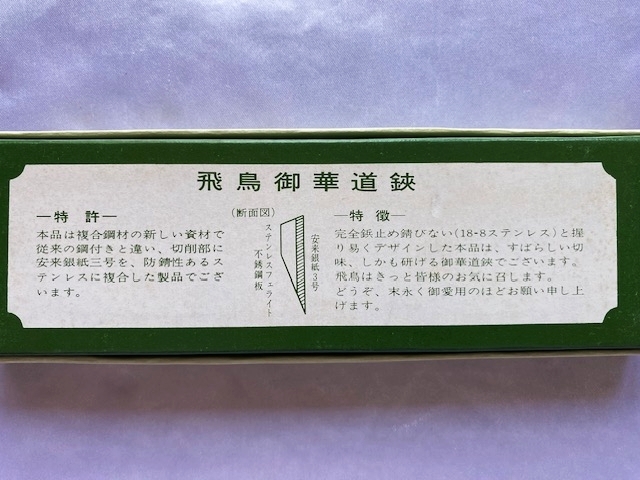 飛鳥御華道鋏
―特許―
本品は複合鋼材の新しい資材で
従来の鋼付きと違い、切削部に
安来銀紙三号を、防錆性あるス
テンレスに複合した製品でござ
います。
(断面図)
ステンレスフェライト
不銹鋼板
安来銀紙3号
―特徴―
完全鋲止め錆びない(18-8ステンレス)と握
り易くデザインした本品は、すばらしい切
味、しかも研げる御華道鋏でございます。
飛鳥はきっと皆様のお気に召します。
どうぞ、末永く御愛用のほどお願い申し上
げます。